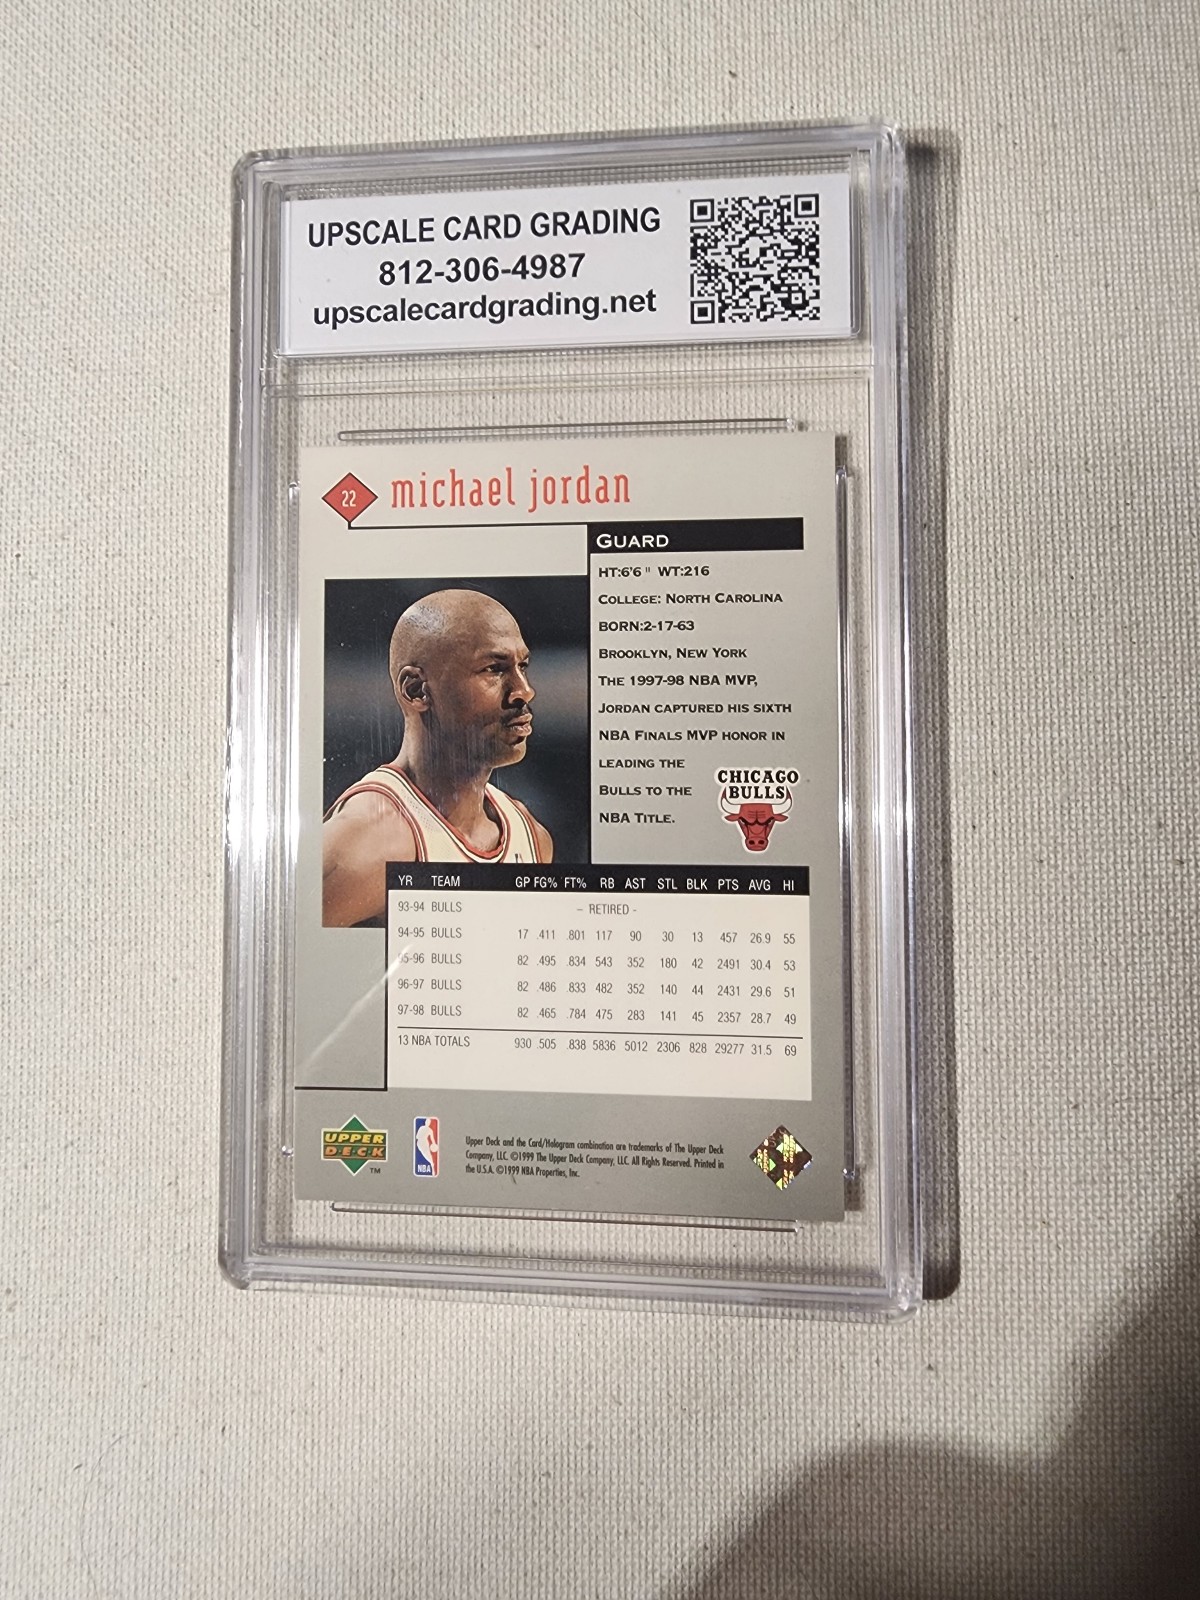 UPSCALE CARD GRADING
812-306-4987
upscalecardgrading.net
22 michael jordan
GUARD
HT:6'6" WT:216
COLLEGE: NORTH CAROLINA
BORN:2-17-63
BROOKLYN, NEW YORK
THE 1997-98 NBA MVP,
JORDAN CAPTURED HIS SIXTH
NBA FINALS MVP HONOR IN
LEADING THE
BULLS TO THE
NBA TITLE.
CHICAGO
BULLS
YR TEAM GP FG% FT% RB AST STL BLK PTS AVG HI
93-94 BULLS – RETIRED -
94-95 BULLS 17 .411 .801 117 90 30 13 457 26.9 55
95-96 BULLS 82 .495 .834 543 352 180 42 2491 30.4 53
96-97 BULLS 82 .486 .833 482 352 140 44 2431 29.6 51
97-98 BULLS 82 .465 .784 475 283 141 45 2357 28.7 49
13 NBA TOTALS 930 .505 .838 5836 5012 2306 828 29277 31.5 69
UPPER
DECK
TM
NBA
Upper Deck and the Card/Hologram combination are trademarks of The Upper Deck
Company, LLC. ©1999 The Upper Deck Company, LLC. All Rights Reserved. Printed in
the U.S.A. ©1999 NBA Properties, Inc.